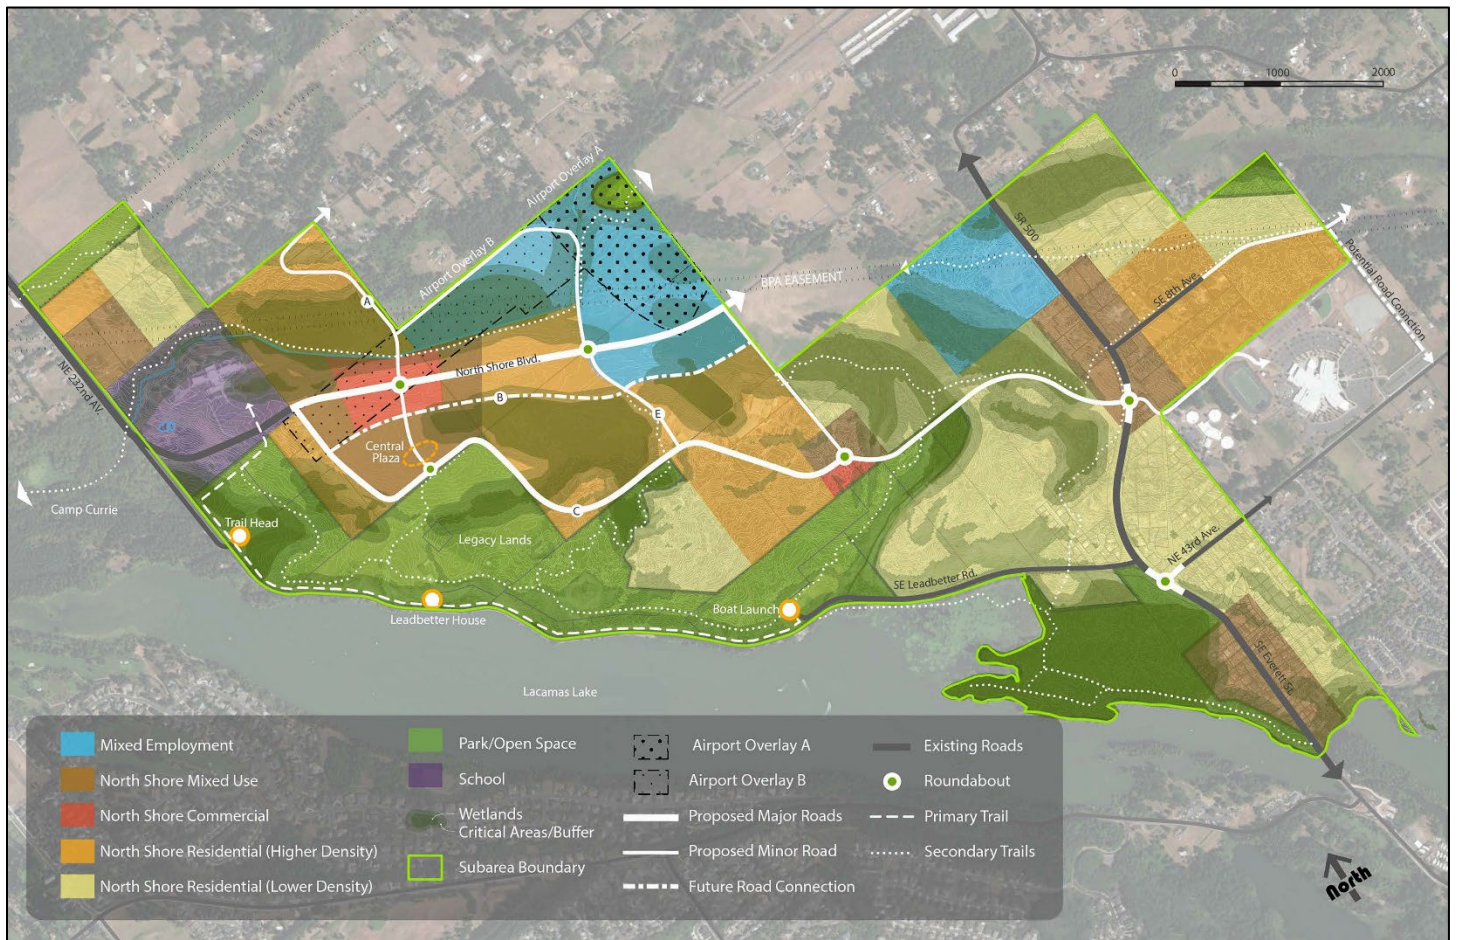 0 1000 2000
Airport Overlay A
Airport Overlay B
SR 500
BPA EASEMENT
SE 8th Ave.
Potential Road Connction
A
NE 232nd AV.
North Shore Blvd.
B
E
Central
Plaza
C
Camp Currie
Trail Head
Legacy Lands
NE 43rd Ave.
SE Leadbetter Rd.
Boat Launch
Leadbetter House
SE Everett Se.
Lacamas Lake
Mixed Employment
North Shore Mixed Use
North Shore Commercial
North Shore Residential (Higher Density)
North Shore Residential (Lower Density)
Park/Open Space
School
Wetlands
Critical Areas/Buffer
Subarea Boundary
Airport Overlay A
Airport Overlay B
Proposed Major Roads
Proposed Minor Road
Future Road Connection
Existing Roads
Roundabout
Primary Trail
Secondary Trails
North